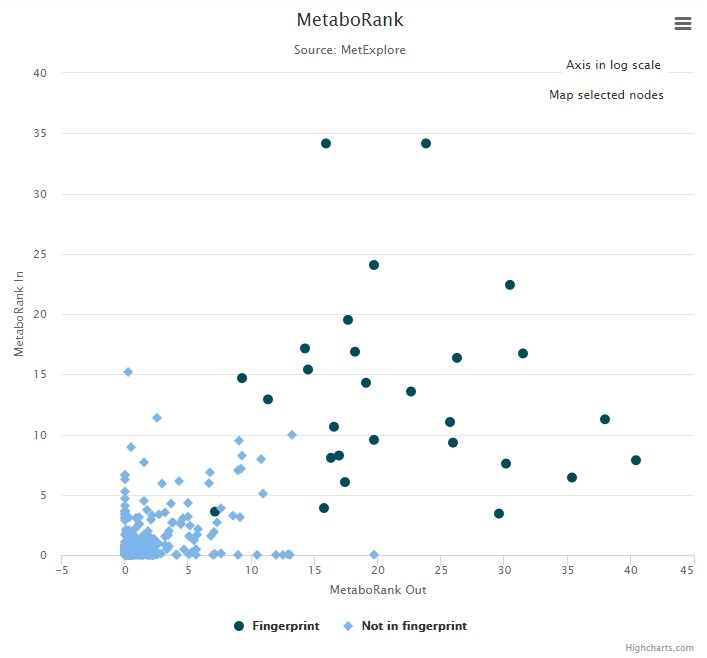 MetaboRank
Source: MetExplore
Axis in log scale
Map selected nodes
MetaboRank In
40
35
30
25
20
15
10
5
0
−5 0 5 10 15 20 25 30 35 40 45
MetaboRank Out
Fingerprint Not in fingerprint
Highcharts.com